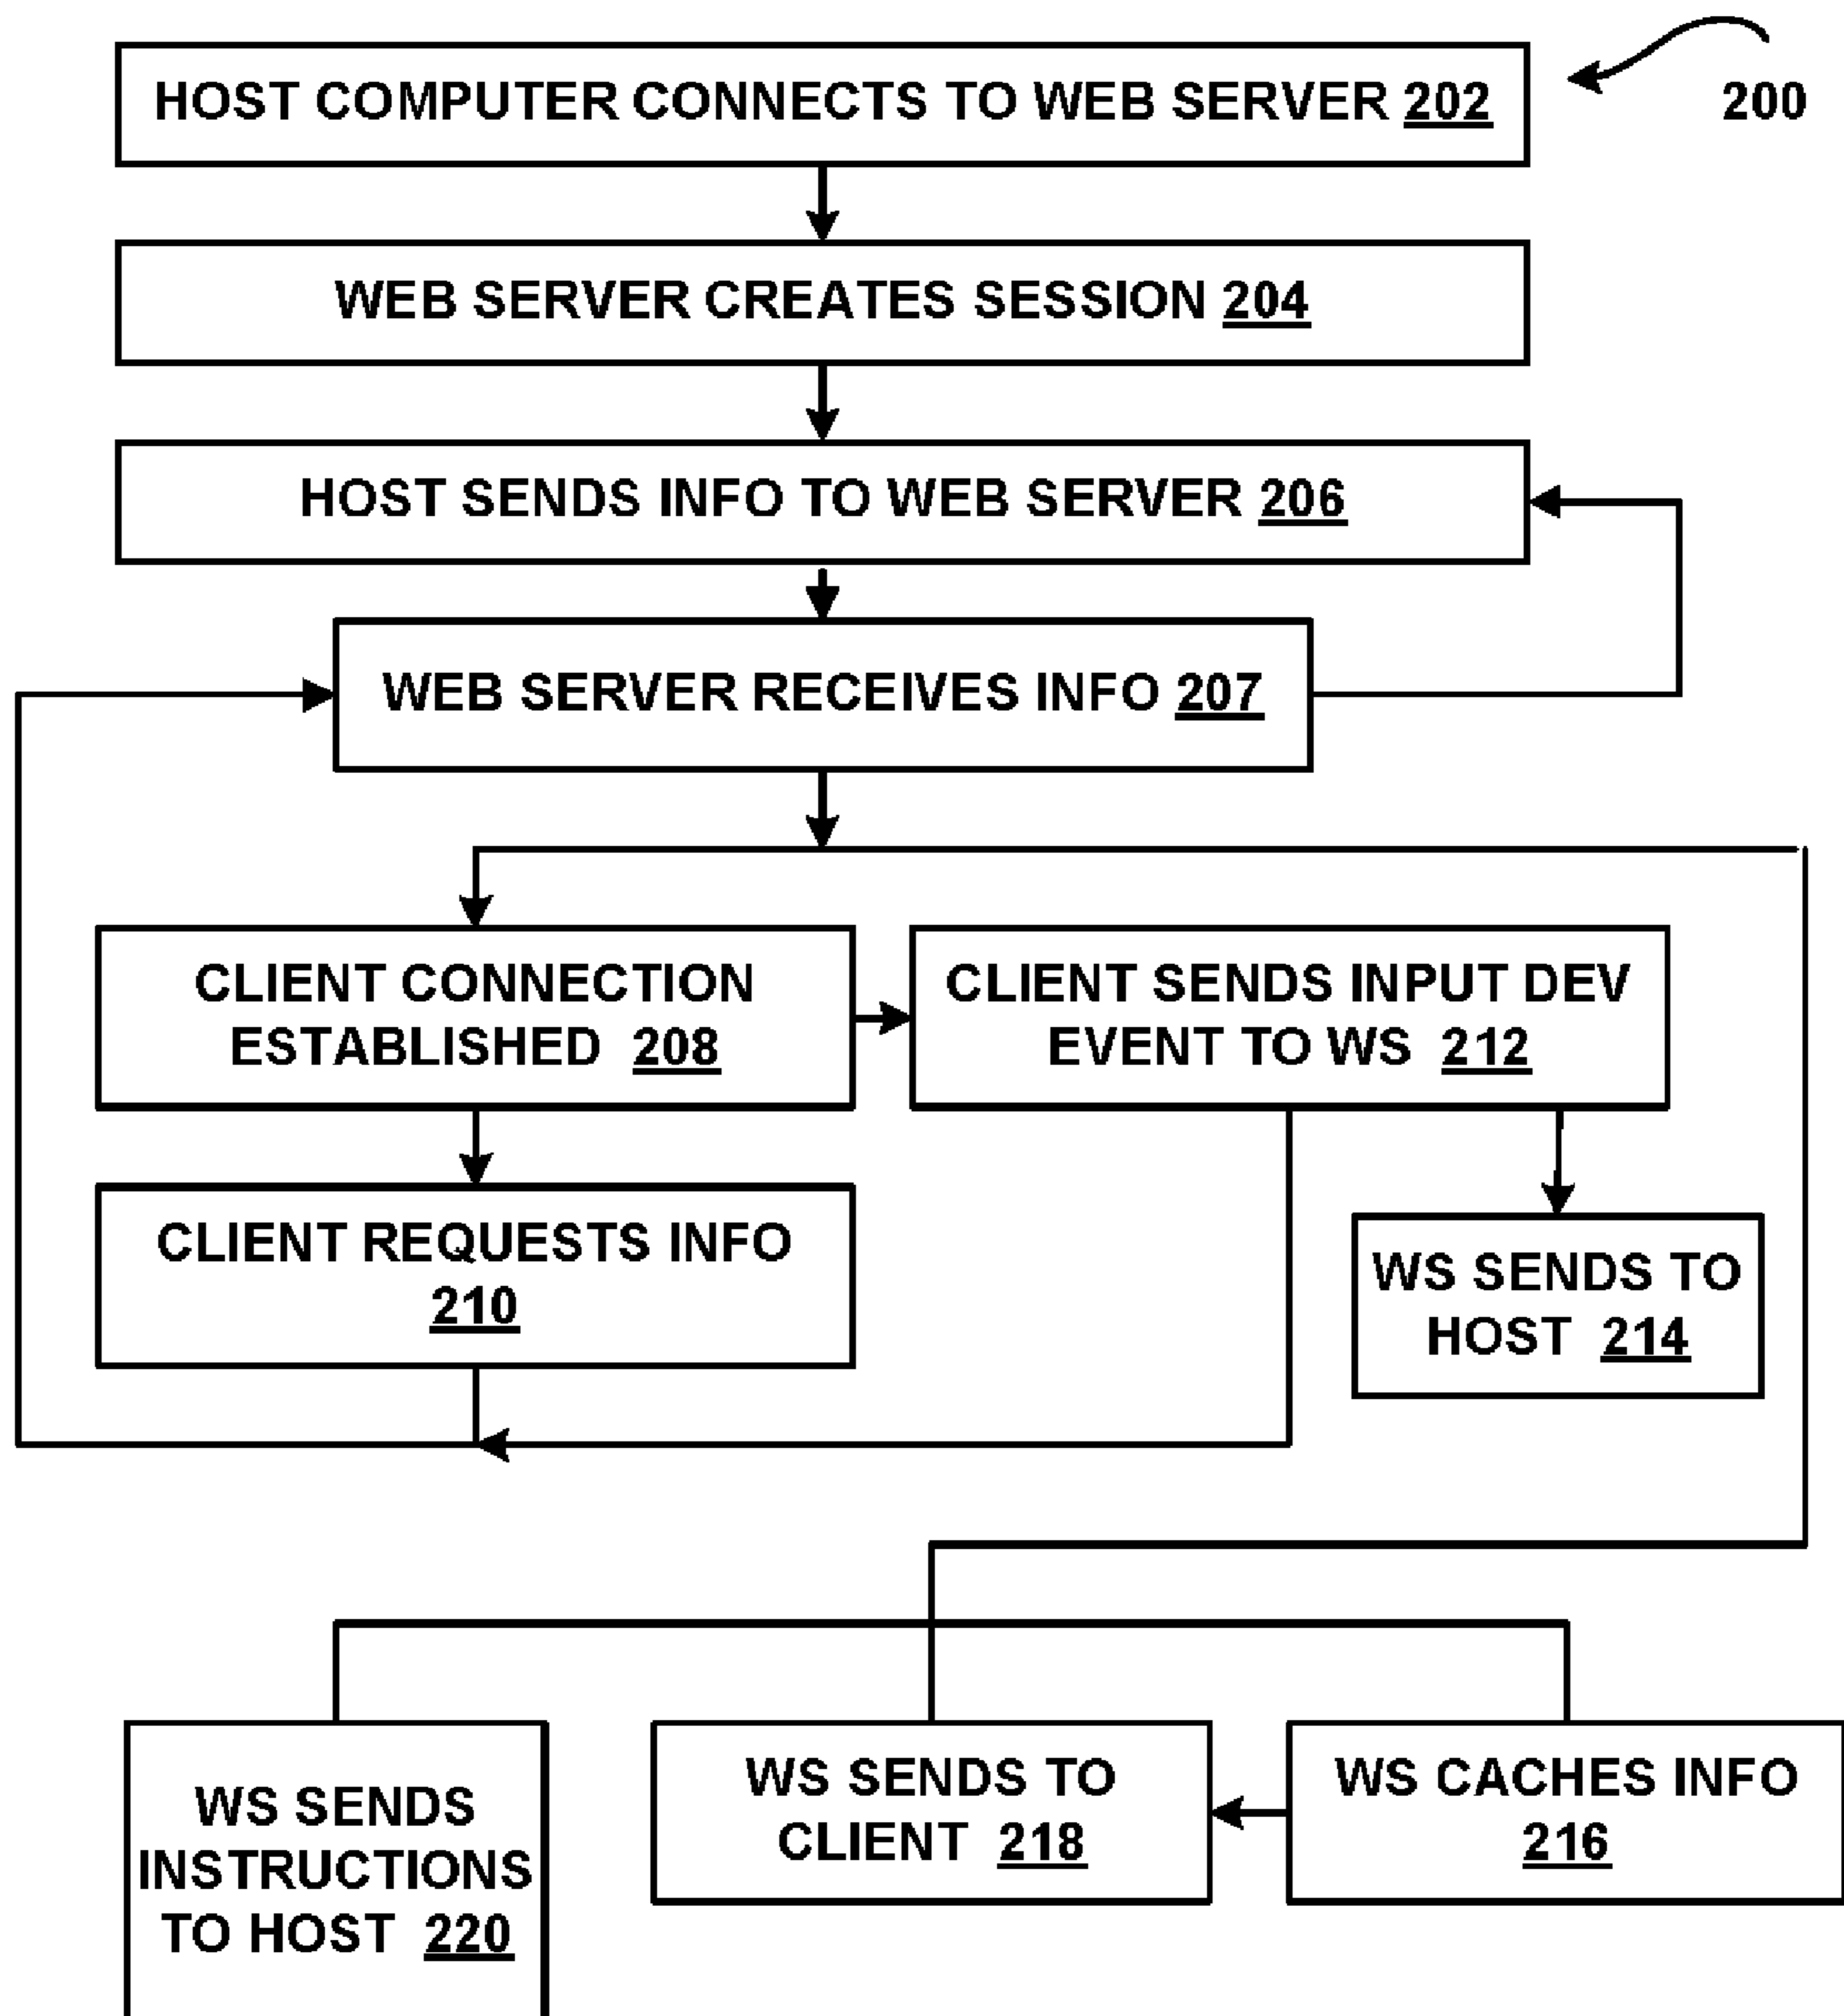 HOST COMPUTER CONNECTS TO WEB SERVER 202
200
WEB SERVER CREATES SESSION 204
HOST SENDS INFO TO WEB SERVER 206
WEB SERVER RECEIVES INFO 207
CLIENT CONNECTION
ESTABLISHED 208
CLIENT SENDS INPUT DEV
EVENT TO WS 212
CLIENT REQUESTS INFO
210
WS SENDS TO
HOST 214
WS SENDS
INSTRUCTIONS
TO HOST 220
WS SENDS TO
CLIENT 218
WS CACHES INFO
216